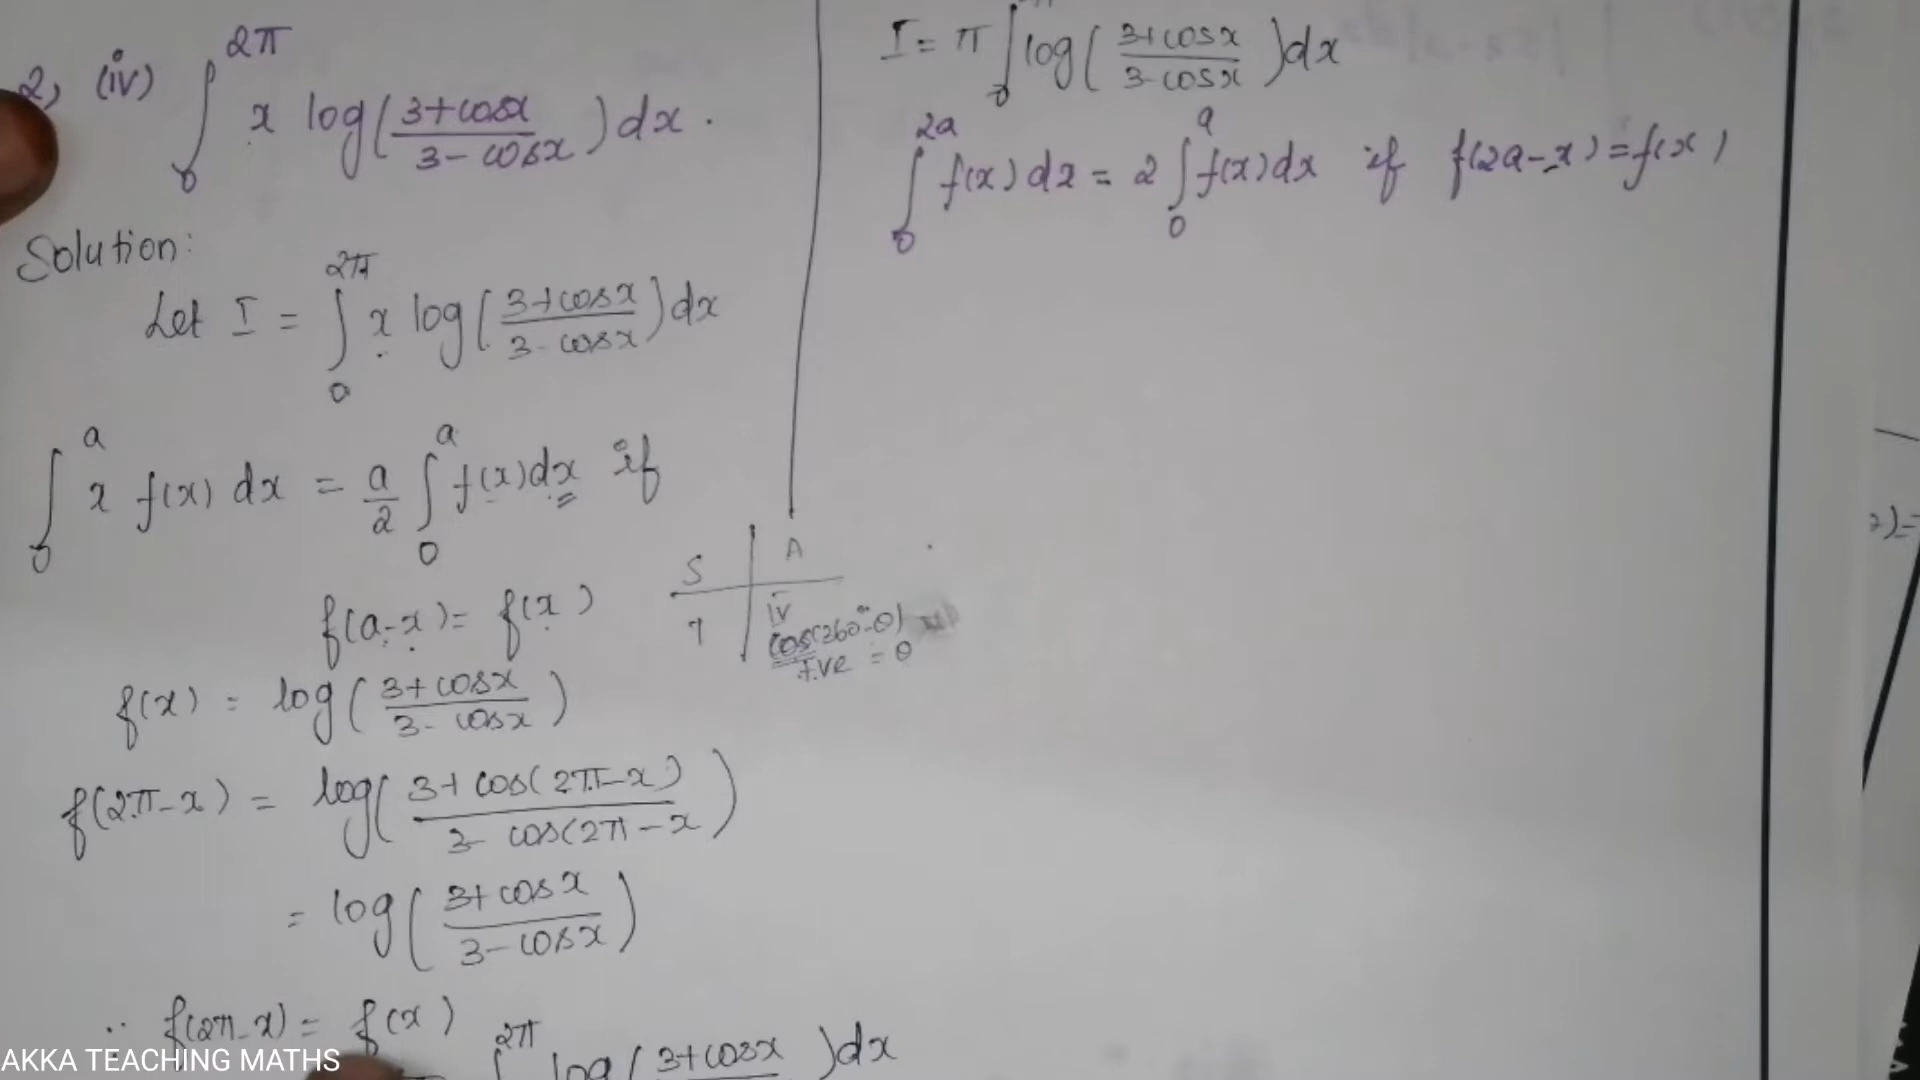 2, (iv) ∫₀^2π x log(3+cosx / 3-cosx) dx.
Solution:
Let I = ∫₀^2π x log(3+cosx / 3-cosx) dx
∫₀^a x f(x) dx = a/2 ∫₀^a f(x) dx if
f(a-x) = f(x)
S A
T IV
cos(360°-θ)
+ve = θ
f(x) = log(3+cosx / 3-cosx)
f(2π-x) = log(3+cos(2π-x) / 3-cos(2π-x)
= log(3+cosx / 3-cosx)
∴ f(2π-x) = f(x)
2π log(3+cosx )dx
I = π ∫₀ log(3+cosx / 3-cosx) dx
∫₀^2a f(x) dx = 2 ∫₀^a f(x) dx if f(2a-x) = f(x)
AKKA TEACHING MATHS